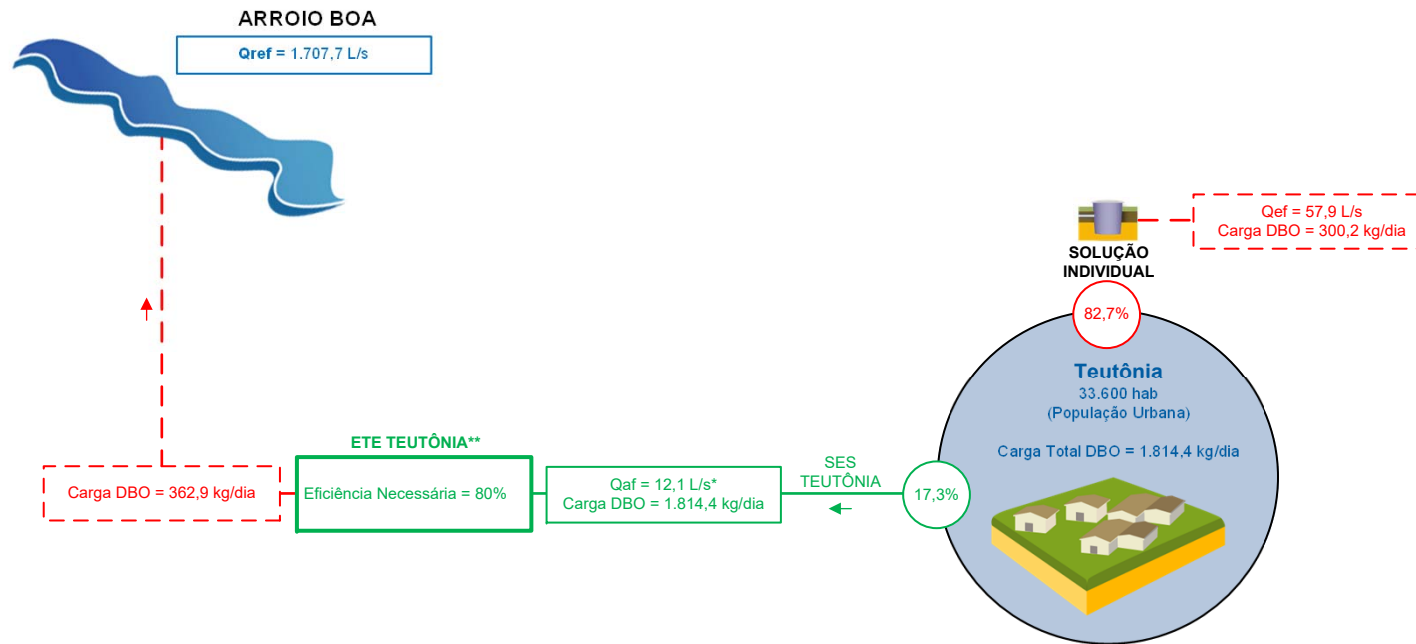 ARROIO BOA
Qref = 1.707,7 L/s
Qef = 57,9 L/s
Carga DBO = 300,2 kg/dia
SOLUÇÃO
INDIVIDUAL
82,7%
Teutônia
33.600 hab
(População Urbana)
Carga Total DBO = 1.814,4 kg/dia
ETE TEUTÔNIA**
Carga DBO = 362,9 kg/dia
Eficiência Necessária = 80%
Qaf = 12,1 L/s*
Carga DBO = 1.814,4 kg/dia
SES
TEUTÔNIA
17,3%